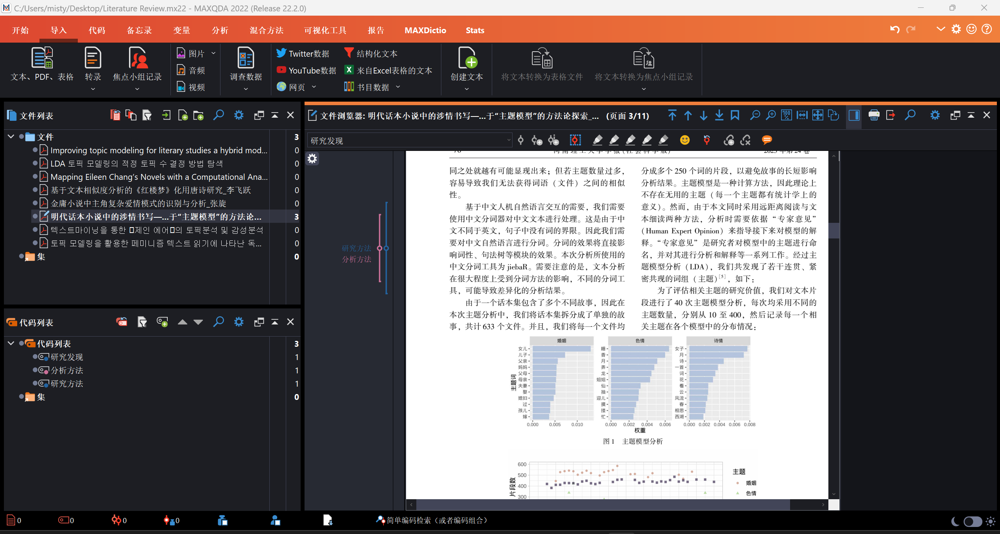 C:/Users/misty/Desktop/Literature Review.mx22 - MAXQDA 2022 (Release 22.2.0)
开始 导入 代码 备忘录 变量 分析 混合方法 可视化工具 报告 MAXDictio Stats
文本、PDF、表格
转录
焦点小组记录
图片
音频
视频
调查数据
Twitter数据
YouTube数据
网页
结构化文本
来自Excel表格的文本
书目数据
创建文本
将文本转换为表格文件
将文本转换为焦点小组记录
文件列表
文件 3
Improving topic modeling for literary studies a hybrid mod... 0
LDA 토픽 모델링의 적정 토픽 수 결정 방법 탐색 0
Mapping Eileen Chang’s Novels with a Computational Ana... 0
基于文本相似度分析的《红楼梦》化用唐诗研究_李飞跃 0
金庸小说中主角复杂爱情模式的识别与分析_张旋 0
明代话本小说中的涉情书写—...于“主题模型”的方法论... 3
텍스트마이닝을 통한 □제인 에어□의 토픽분석 및 감성분석 0
토픽 모델링을 활용한 페미니즘 텍스트 읽기에 나타난 독... 0
集 0
代码列表
代码列表 3
研究发现 1
分析方法 1
研究方法 1
集 0
文件浏览器: 明代话本小说中的涉情书写—...于“主题模型”的方法论探索_... (页面 3/11)
100 %
研究发现
研究方法
分析方法
同之处就越有可能显现出来；但若主题数量过多，
容易导致我们无法获得词语（文件）之间的相似
性。
基于中文人机自然语言交互的需要，我们需要
使用中文分词器对中文文本进行处理。这是由于中
文不同于英文，句子中没有词的界限。因此我们需
要对中文自然语言进行分词。分词的效果将直接影
响词性、句法树等模块的效果。本次分析所使用的
中文分词工具为 jiebaR。需要注意的是，文本分析
在很大程度上受到分词方法的影响，不同的分词工
具，可能导致差异化的分析结果。
由于一个话本集包含了多个不同故事，因此在
本次主题分析中，我们将话本集拆分成了单独的故
事，共计 633 个文件。并且，我们将每一个文件均
分成多个 250 个词的片段，以避免故事的长短影响
分析结果。主题模型是一种计算方法，因此理论上
不存在无用的主题（每一个主题都有统计学上的
意义）。然而，由于本文同时采用远距离阅读与文
本细读两种方法，分析时需要依据“专家意见”
（Human Expert Opinion）来指导接下来对模型的解
释。“专家意见”是研究者对模型中的主题进行命
名，并对其进行分析和解释等一系列工作。经过主
题模型分析（LDA），我们共发现了若干连贯、紧
密共现的词组（主题）[5]，如下：
为了评估相关主题的研究价值，我们对文本片
段进行了 40 次主题模型分析，每次均采用不同的
主题数量，分别从 10 至 400，然后记录每一个相
关主题在各个模型中的分布情况：
主题词
婚姻
女儿
儿子
父亲
妈妈
父母
母亲
夫妻
娶
媳妇
过
孩儿
嫁
0.000 0.005 0.010
色情
睡
香
月
弄
龙
姐姐
仙
抽
迎儿
摸
搂
忙
0.000 0.002 0.004 0.006
诗情
女子
月
诗
一首
词
花
看
云
风流
春
相思
西湖
0.000 0.002 0.004 0.006 0.008
权重
图 1 主题模型分析
片段数
600
500
400
300
主题
婚姻
色情
0 0 0 0
简单编码检索（或者编码组合）